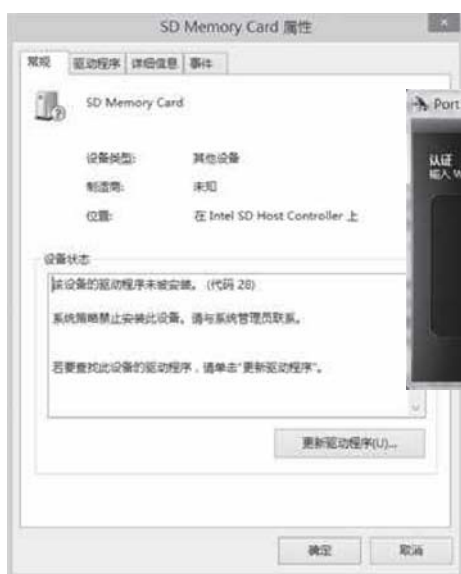 SD Memory Card 属性
常规 驱动程序 详细信息 事件
SD Memory Card
设备类型: 其他设备
制造商: 未知
位置: 在 Intel SD Host Controller 上
设备状态
该设备的驱动程序未被安装。 (代码 28)
系统策略禁止安装此设备。请与系统管理员联系。
若要查找此设备的驱动程序，请单击"更新驱动程序"。
更新驱动程序(U)...
确定 取消
Port
认证
输入 W